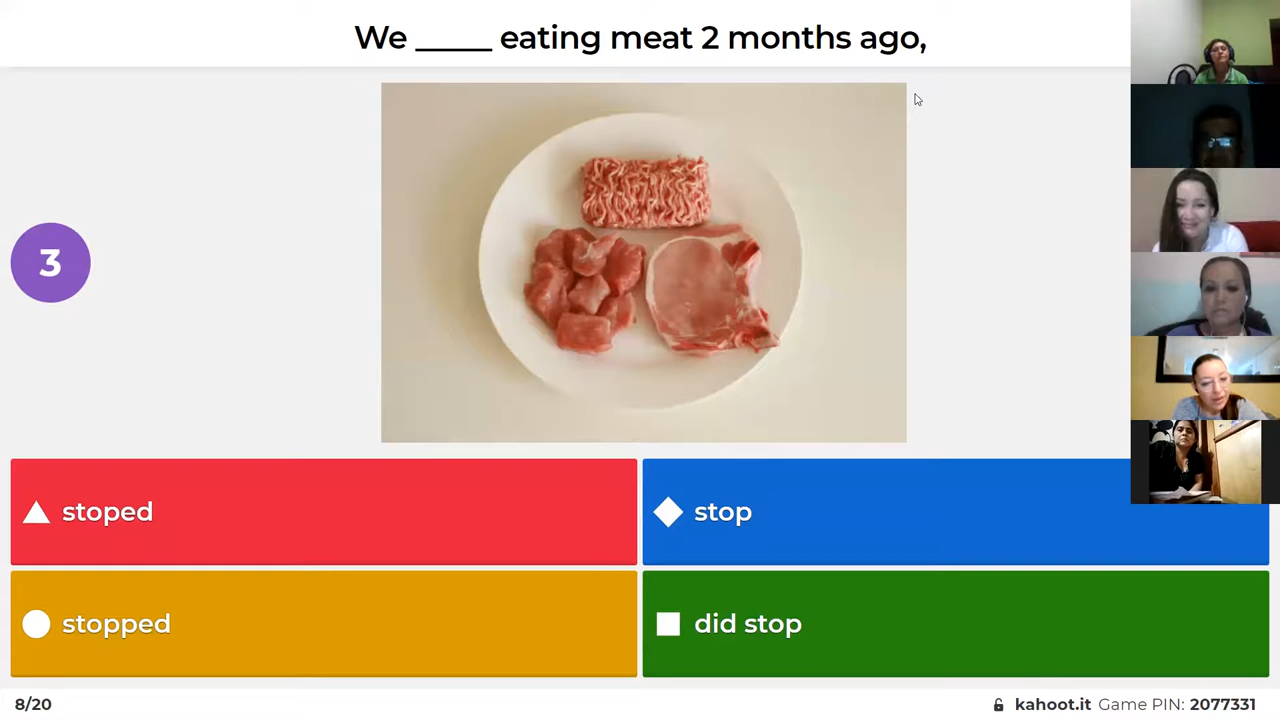 We _____ eating meat 2 months ago,
3
stoped
stop
stopped
did stop
8/20
kahoot.it Game PIN: 2077331